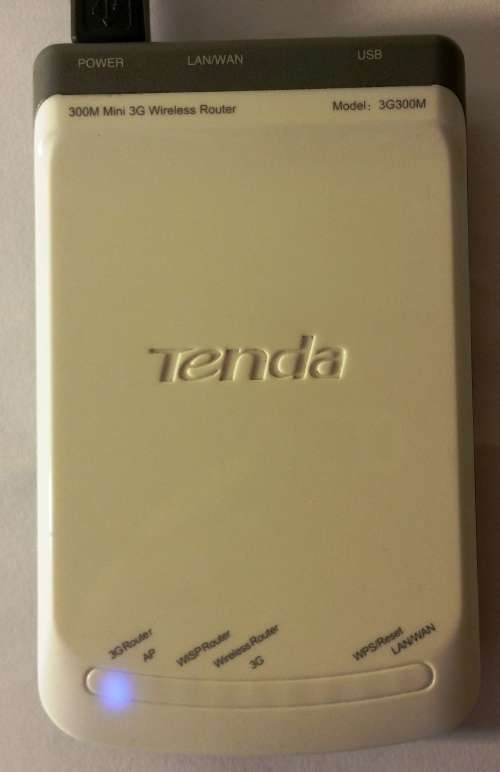 POWER LAN/WAN USB
300M Mini 3G Wireless Router Model: 3G300M
Tenda
3G Router AP WISP Router Wireless Router 3G WPS/Reset LAN/WAN